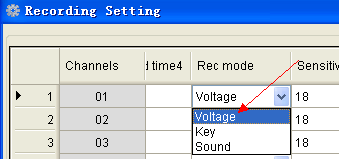 Recording Setting
Channels d time4 Rec mode Sensitiv
1 01 Voltage 18
2 02 Voltage 18
3 03 Key 18
Sound